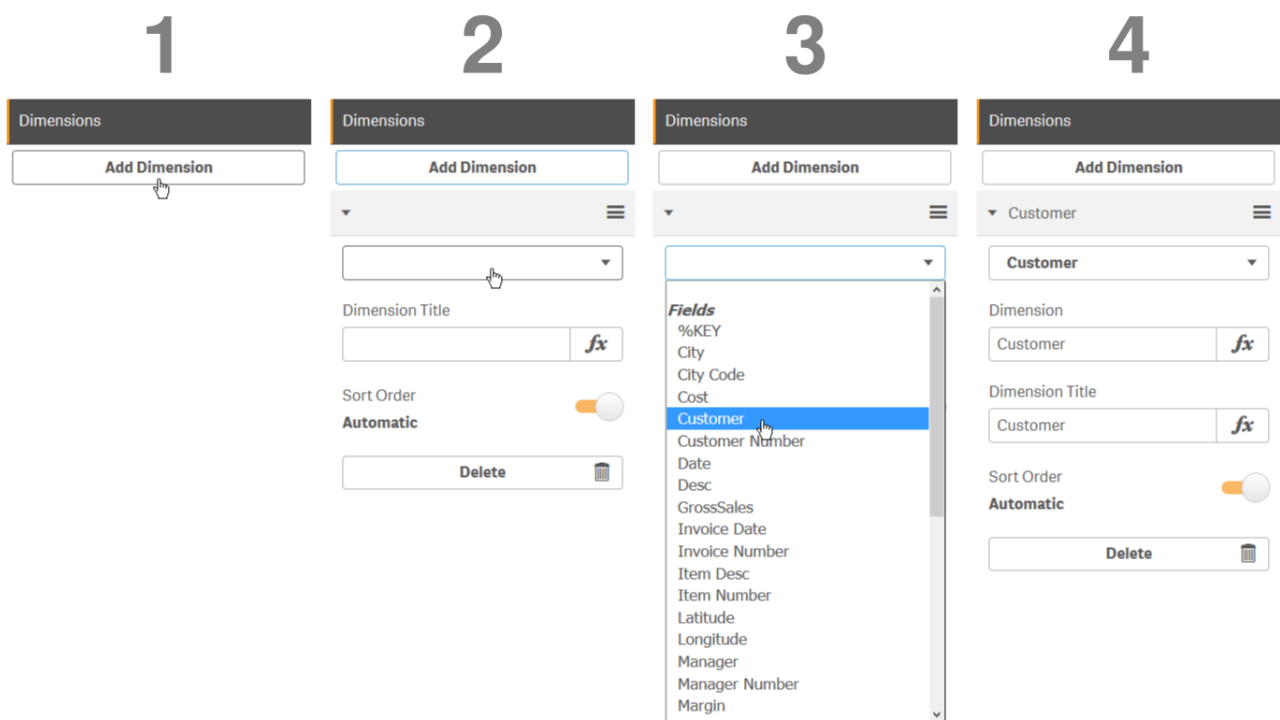 1
Dimensions
Add Dimension
2
Dimensions
Add Dimension
Dimension Title
fx
Sort Order
Automatic
Delete
3
Dimensions
Add Dimension
Fields
%KEY
City
City Code
Cost
Customer
Customer Number
Date
Desc
GrossSales
Invoice Date
Invoice Number
Item Desc
Item Number
Latitude
Longitude
Manager
Manager Number
Margin
4
Dimensions
Add Dimension
Customer
Customer
Dimension
Customer fx
Dimension Title
Customer fx
Sort Order
Automatic
Delete